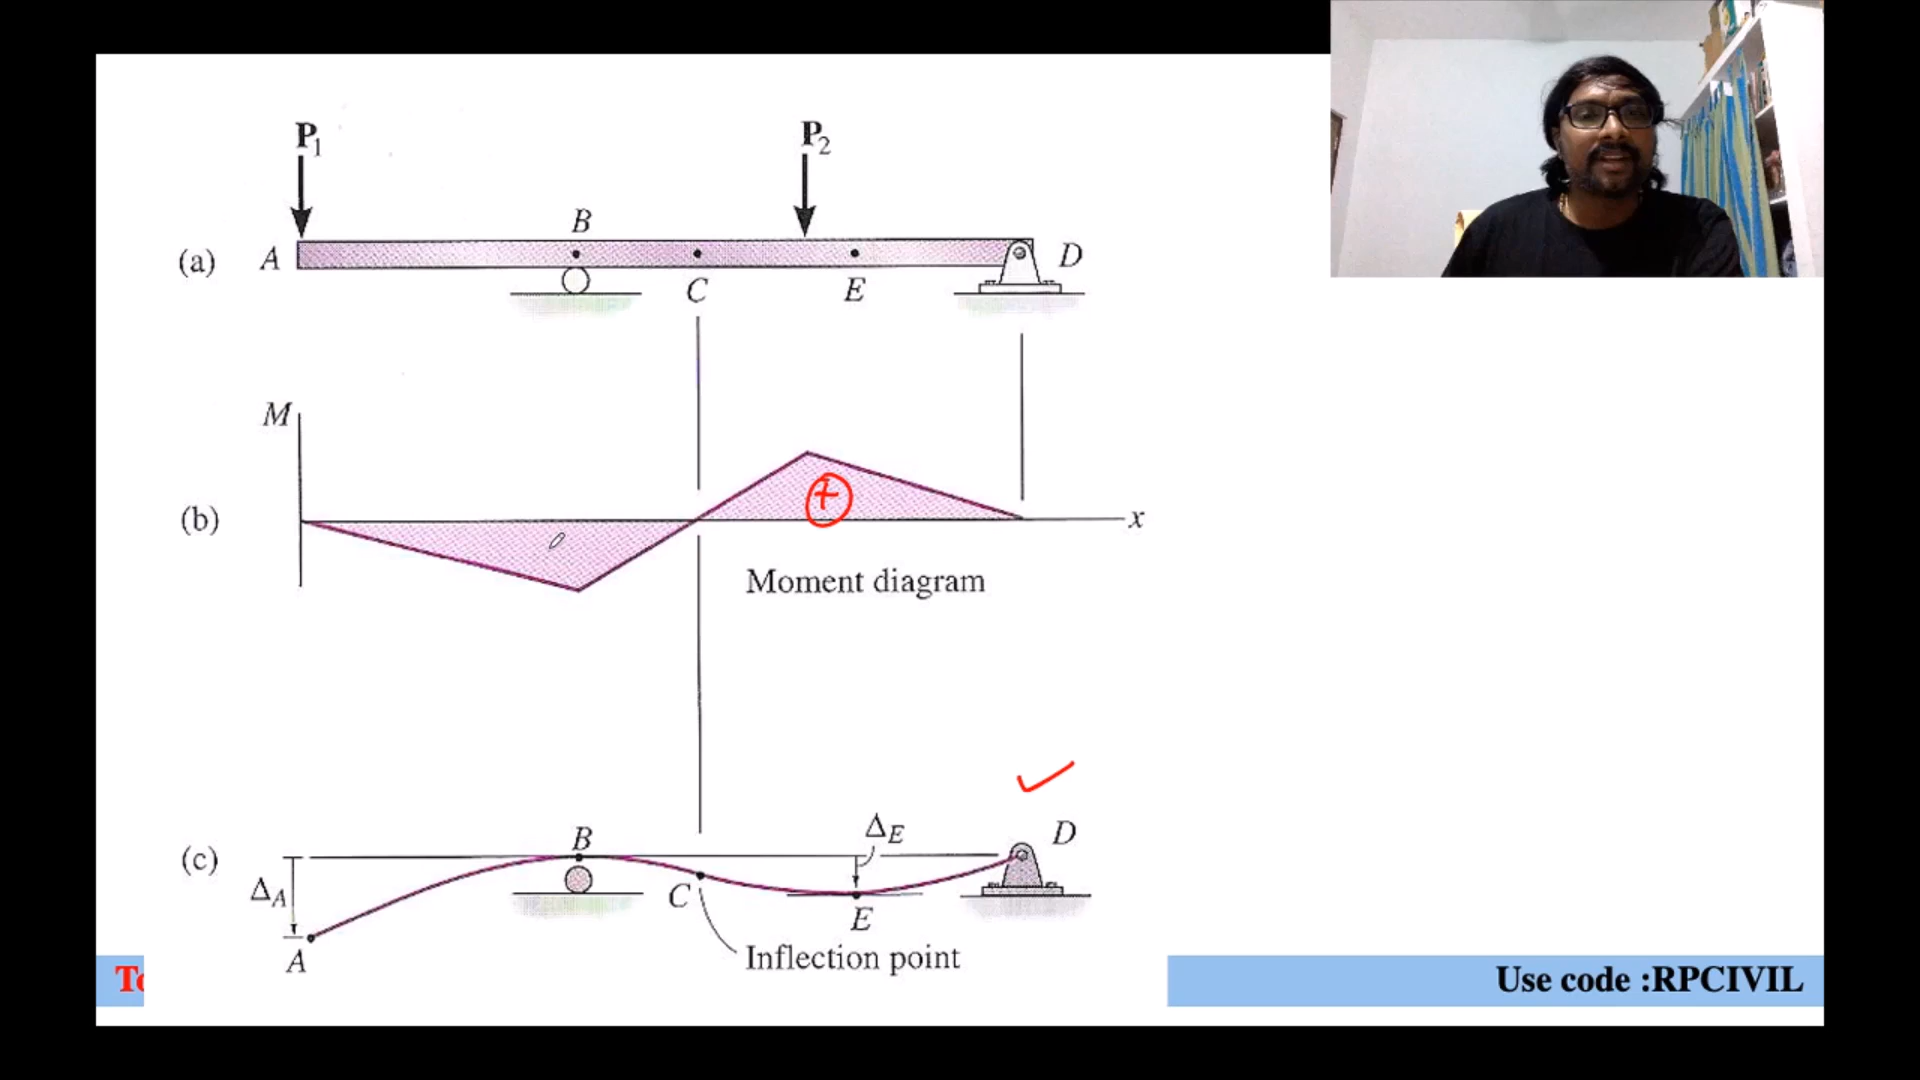 P1
P2
B
(a)
A
D
C
E
M
+
(b)
x
Moment diagram
ΔE
D
B
(c)
ΔA
C
E
A
Inflection point
Use code :RPCIVIL